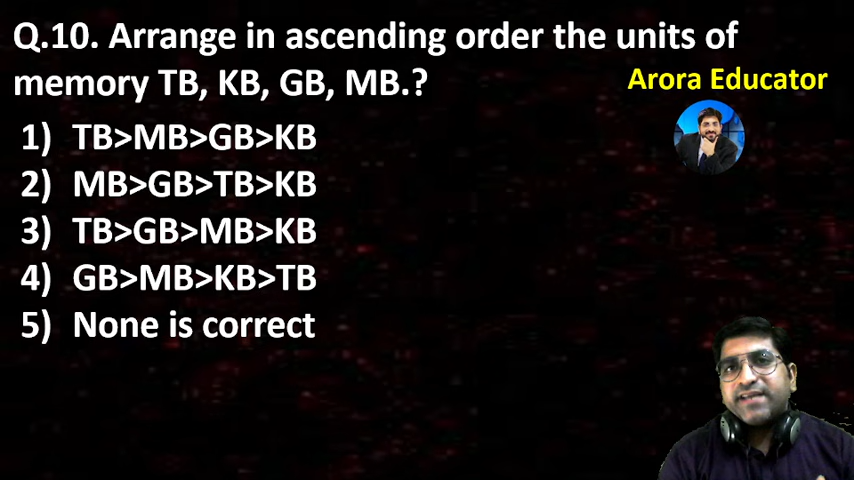 Q.10. Arrange in ascending order the units of
memory TB, KB, GB, MB.?
Arora Educator
1) TB>MB>GB>KB
2) MB>GB>TB>KB
3) TB>GB>MB>KB
4) GB>MB>KB>TB
5) None is correct